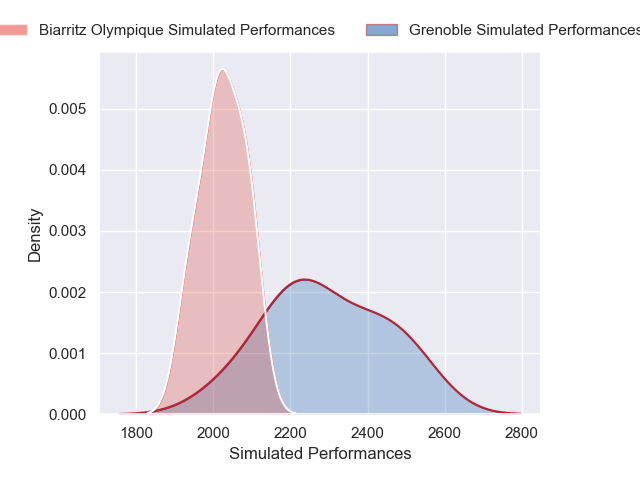 Biarritz Olympique Simulated Performances Grenoble Simulated Performances
0.005
0.004
0.003
0.002
0.001
0.000
Density
1800 2000 2200 2400 2600 2800
Simulated Performances